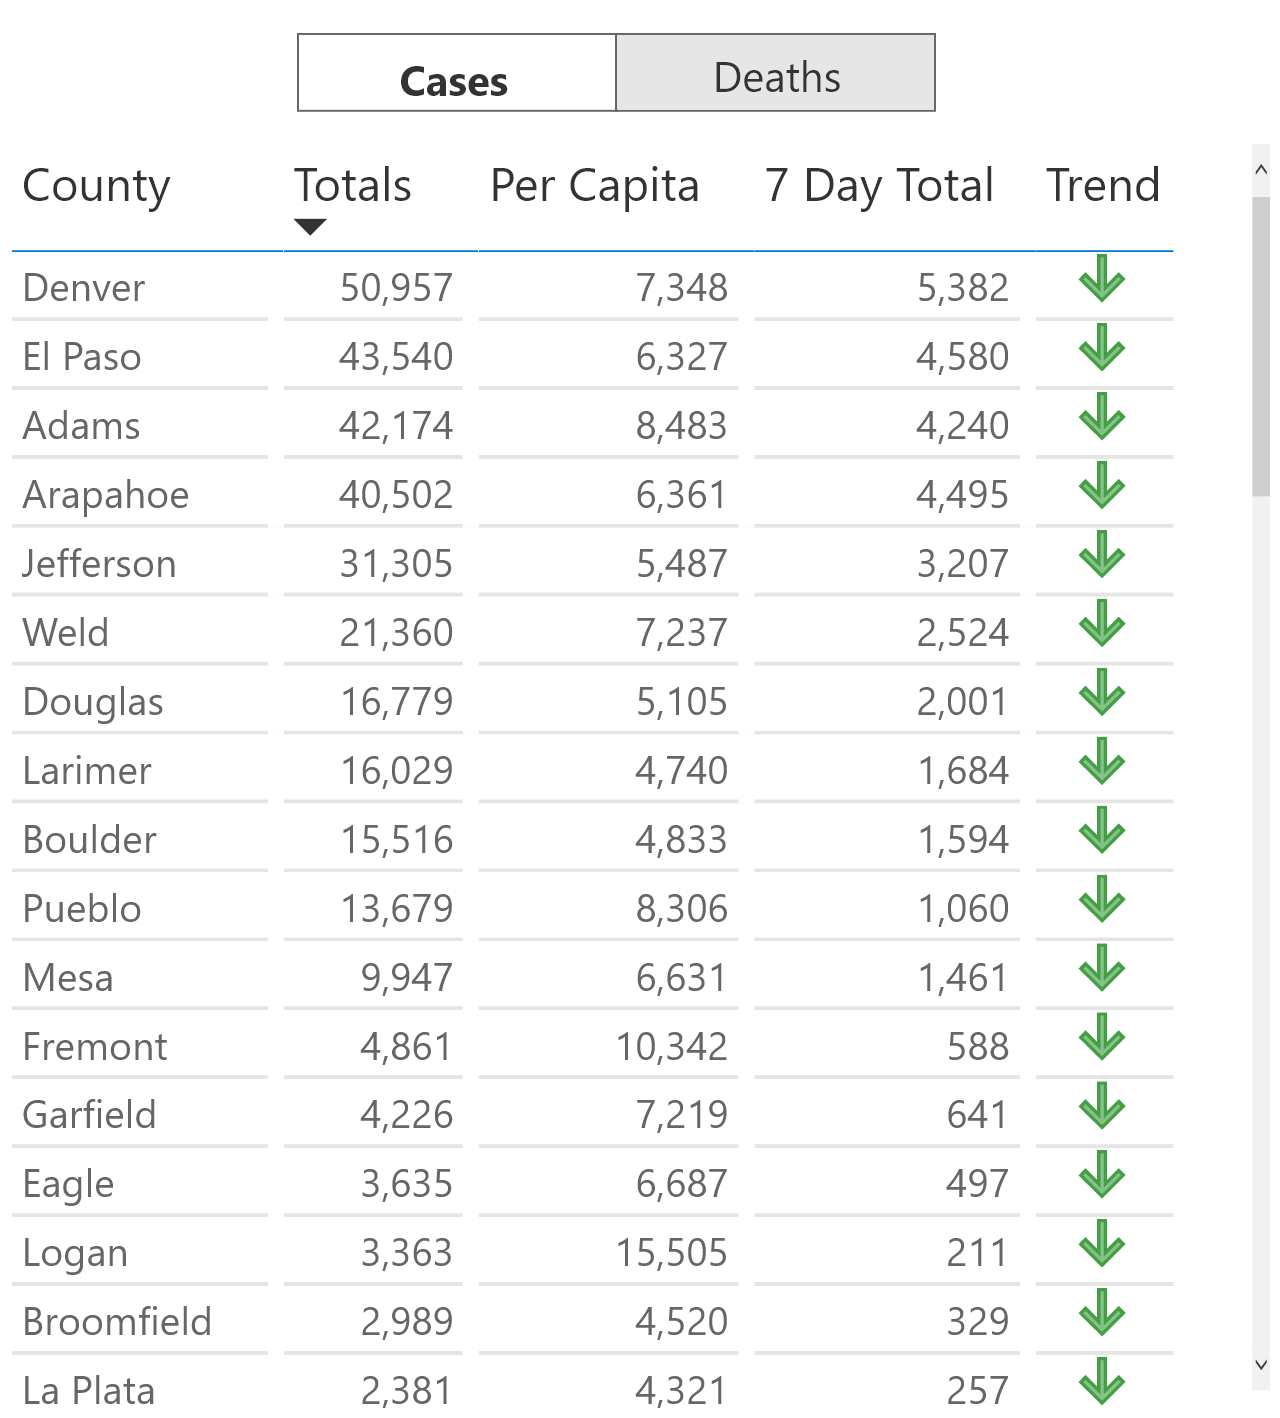 Cases Deaths
County Totals Per Capita 7 Day Total Trend
Denver 50,957 7,348 5,382
El Paso 43,540 6,327 4,580
Adams 42,174 8,483 4,240
Arapahoe 40,502 6,361 4,495
Jefferson 31,305 5,487 3,207
Weld 21,360 7,237 2,524
Douglas 16,779 5,105 2,001
Larimer 16,029 4,740 1,684
Boulder 15,516 4,833 1,594
Pueblo 13,679 8,306 1,060
Mesa 9,947 6,631 1,461
Fremont 4,861 10,342 588
Garfield 4,226 7,219 641
Eagle 3,635 6,687 497
Logan 3,363 15,505 211
Broomfield 2,989 4,520 329
La Plata 2,381 4,321 257